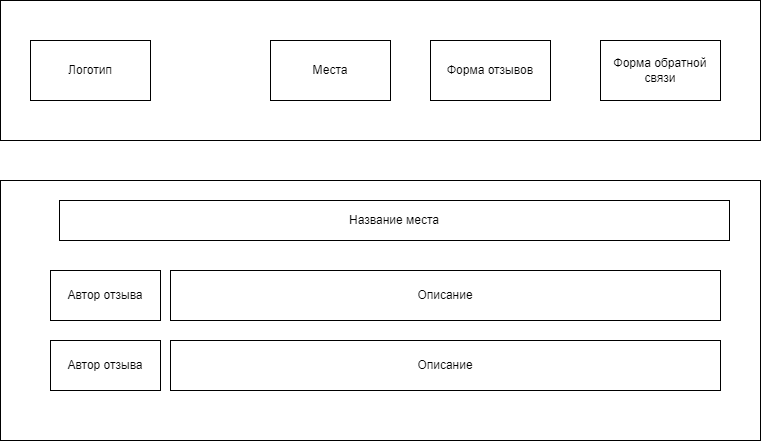 Логотип
Места
Форма отзывов
Форма обратной
связи
Название места
Автор отзыва
Описание
Автор отзыва
Описание